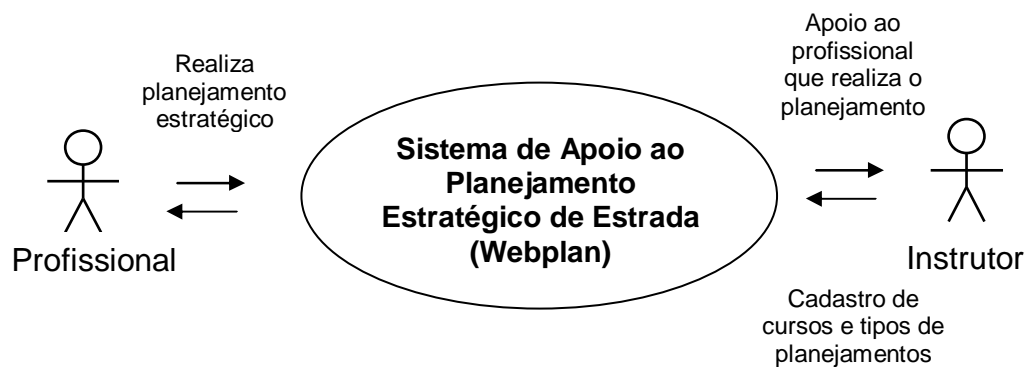 Realiza
planejamento
estratégico
Profissional
Sistema de Apoio ao
Planejamento
Estratégico de Estrada
(Webplan)
Apoio ao
profissional
que realiza o
planejamento
Instrutor
Cadastro de
cursos e tipos de
planejamentos